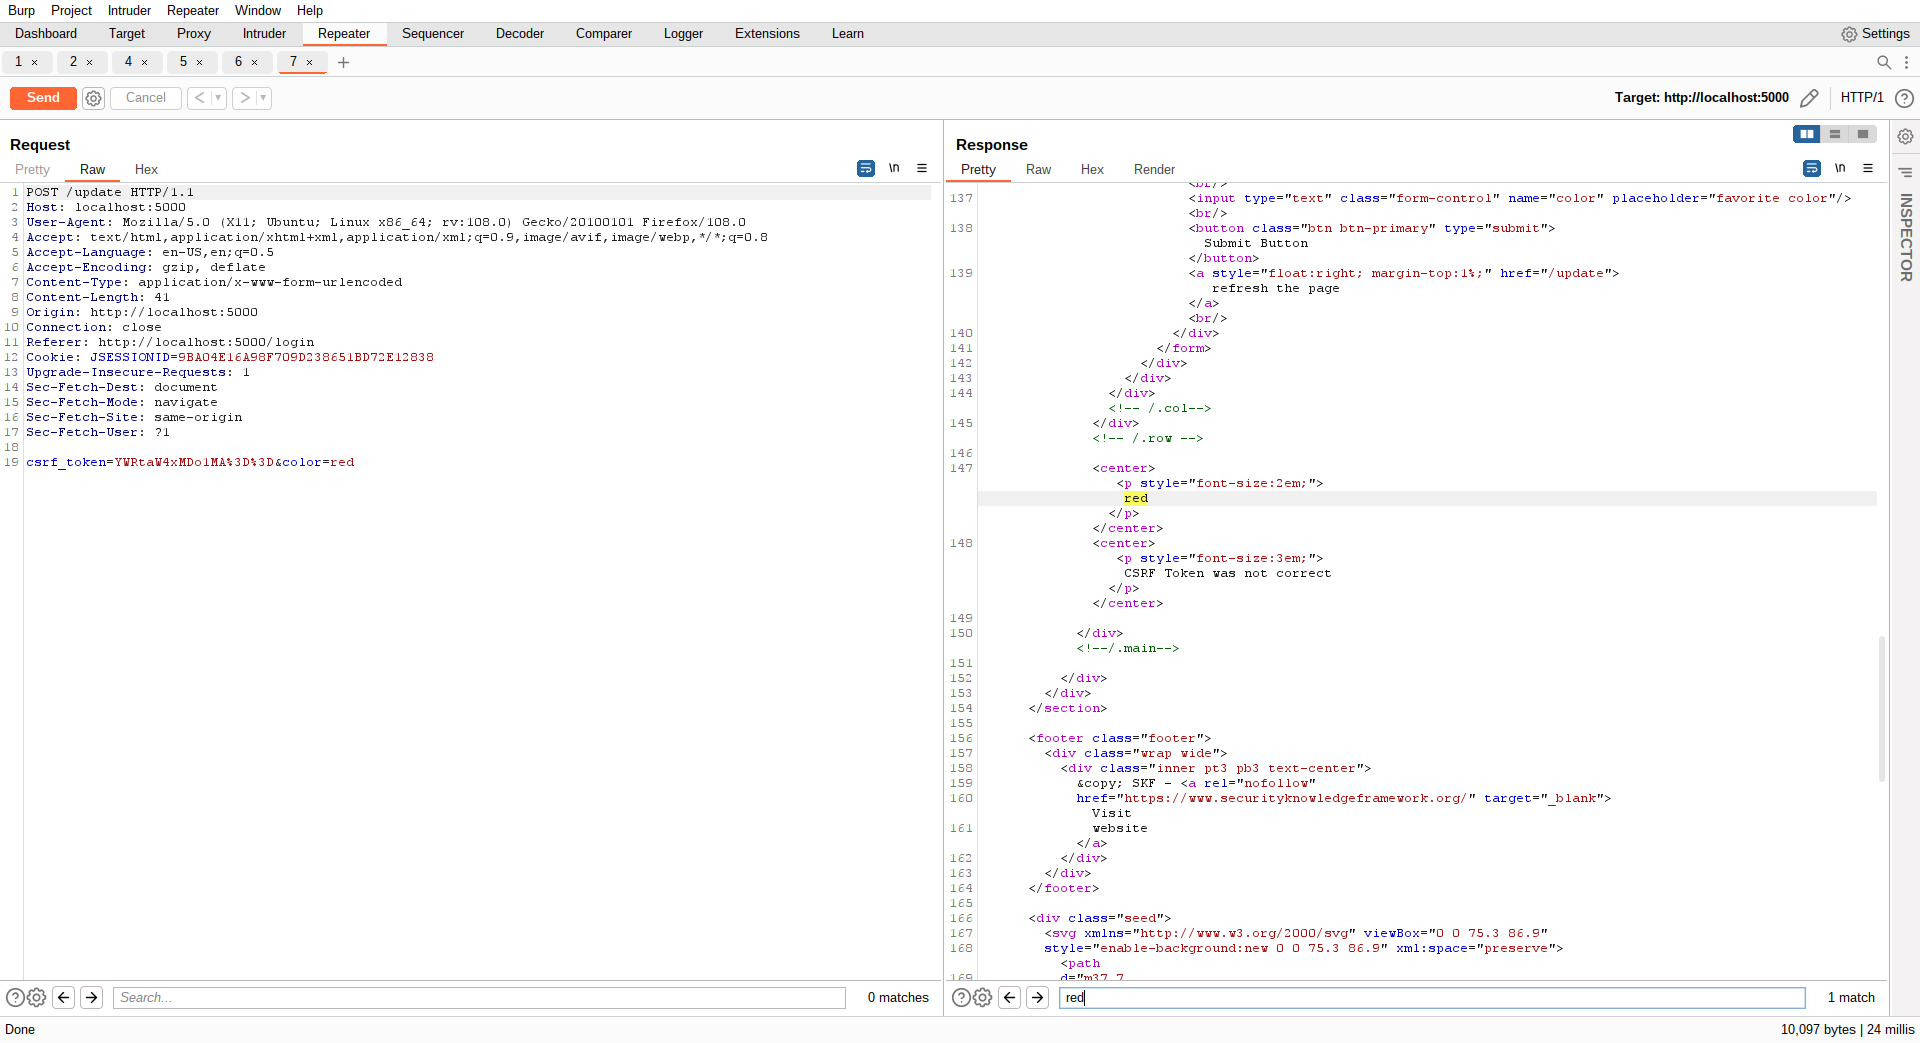 Burp Project Intruder Repeater Window Help
Dashboard Target Proxy Intruder Repeater Sequencer Decoder Comparer Logger Extensions Learn Settings
1 × 2 × 4 × 5 × 6 × 7 × +
Send Cancel < > Target: http://localhost:5000 HTTP/1 ?
Request
Pretty Raw Hex \n
1 POST /update HTTP/1.1
2 Host: localhost:5000
3 User-Agent: Mozilla/5.0 (X11; Ubuntu; Linux x86_64; rv:108.0) Gecko/20100101 Firefox/108.0
4 Accept: text/html,application/xhtml+xml,application/xml;q=0.9,image/avif,image/webp,*/*;q=0.8
5 Accept-Language: en-US,en;q=0.5
6 Accept-Encoding: gzip, deflate
7 Content-Type: application/x-www-form-urlencoded
8 Content-Length: 41
9 Origin: http://localhost:5000
10 Connection: close
11 Referer: http://localhost:5000/login
12 Cookie: JSESSIONID=9BA04E16A98F709D238651BD72E12838
13 Upgrade-Insecure-Requests: 1
14 Sec-Fetch-Dest: document
15 Sec-Fetch-Mode: navigate
16 Sec-Fetch-Site: same-origin
17 Sec-Fetch-User: ?1
18
19 csrf_token=YWRtaW4xMDo1MA%3D%3D&color=red
? Search... 0 matches
Response
Pretty Raw Hex Render \n
<br/>
137 <input type="text" class="form-control" name="color" placeholder="favorite color"/>
<br/>
138 <button class="btn btn-primary" type="submit">
Submit Button
</button>
139 <a style="float:right; margin-top:1%;" href="/update">
refresh the page
</a>
<br/>
140 </div>
141 </form>
142 </div>
143 </div>
144 </div>
<!-- /.col-->
145 </div>
<!-- /.row -->
146
147 <center>
<p style="font-size:2em;">
red
</p>
</center>
148 <center>
<p style="font-size:3em;">
CSRF Token was not correct
</p>
</center>
149
150 </div>
<!--/.main-->
151
152 </div>
153 </div>
154 </section>
155
156 <footer class="footer">
157 <div class="wrap wide">
158 <div class="inner pt3 pb3 text-center">
159 &copy; SKF - <a rel="nofollow"
160 href="https://www.securityknowledgeframework.org/" target="_blank">
Visit
161 website
</a>
162 </div>
163 </div>
164 </footer>
165
166 <div class="seed">
167 <svg xmlns="http://www.w3.org/2000/svg" viewBox="0 0 75.3 86.9"
168 style="enable-background:new 0 0 75.3 86.9" xml:space="preserve">
<path
169 d="m37.7
? red 1 match
INSPECTOR
Done 10,097 bytes | 24 millis